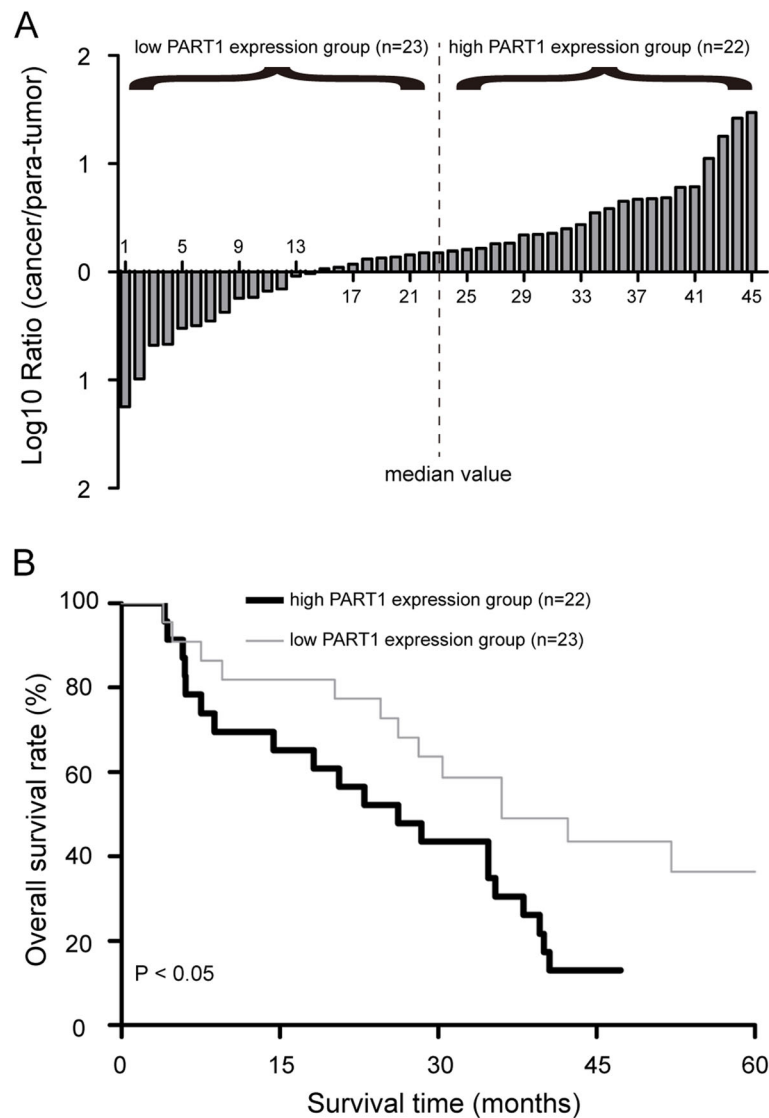 A
low PART1 expression group (n=23)
high PART1 expression group (n=22)
Log10 Ratio (cancer/para-tumor)
2
1
0
1
2
1 5 9 13
17 21 25 29 33 37 41 45
median value
B
Overall survival rate (%)
100
80
60
40
20
0
high PART1 expression group (n=22)
low PART1 expression group (n=23)
P < 0.05
0 15 30 45 60
Survival time (months)